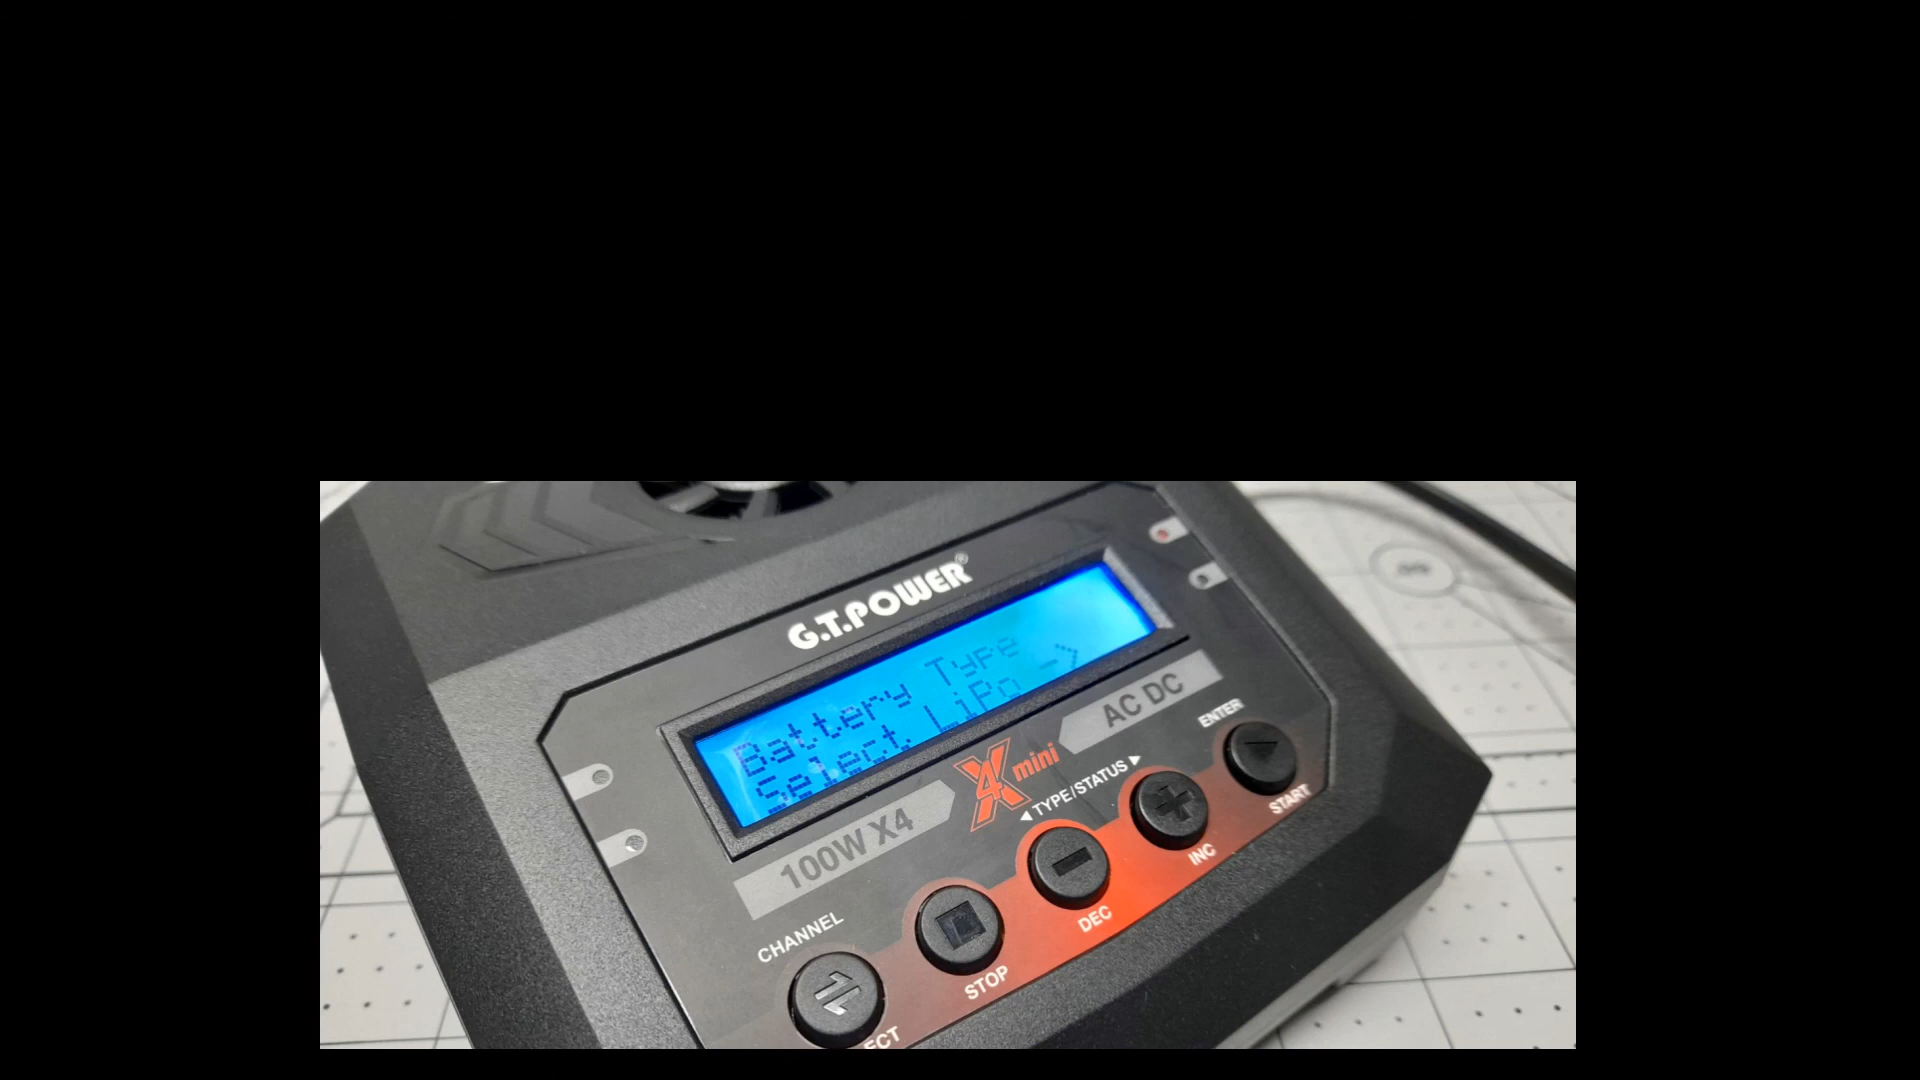 G.T.POWER®
Battery Type
Select LiPo ->
100W X4
X4 mini
AC DC
◀ TYPE/STATUS ▶
ENTER
START
INC
DEC
CHANNEL
STOP
ECT